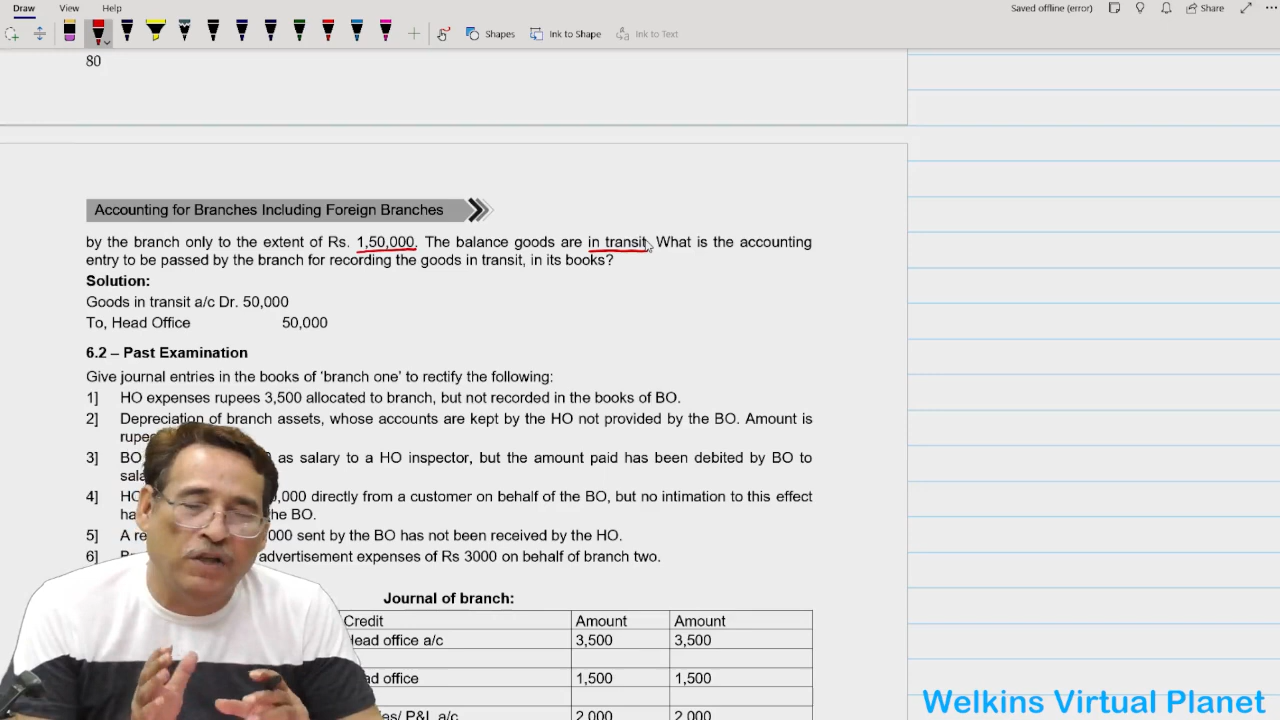 Draw View Help
Saved offline (error) Share
Shapes Ink to Shape Ink to Text
80
Accounting for Branches Including Foreign Branches
by the branch only to the extent of Rs. 1,50,000. The balance goods are in transit. What is the accounting
entry to be passed by the branch for recording the goods in transit, in its books?
Solution:
Goods in transit a/c Dr. 50,000
To, Head Office 50,000
6.2 – Past Examination
Give journal entries in the books of ‘branch one’ to rectify the following:
1] HO expenses rupees 3,500 allocated to branch, but not recorded in the books of BO.
2] Depreciation of branch assets, whose accounts are kept by the HO not provided by the BO. Amount is
3] BO as salary to a HO inspector, but the amount paid has been debited by BO to
4] directly from a customer on behalf of the BO, but no intimation to this effect
the BO.
5] A sent by the BO has not been received by the HO.
6] advertisement expenses of Rs 3000 on behalf of branch two.
Journal of branch:
Credit Amount Amount
Head office a/c 3,500 3,500
office 1,500 1,500
P&L a/c 2,000 2,000
Welkins Virtual Planet